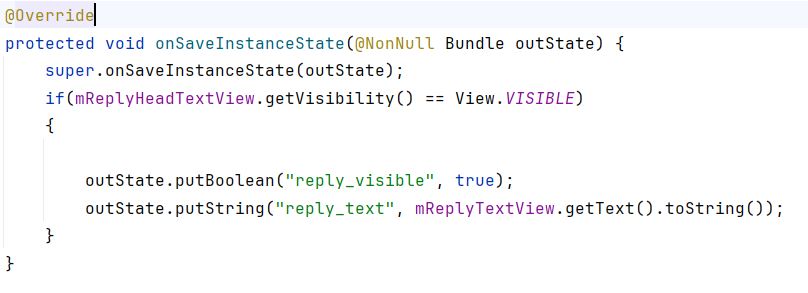 @Override
protected void onSaveInstanceState(@NonNull Bundle outState) {
    super.onSaveInstanceState(outState);
    if(mReplyHeadTextView.getVisibility() == View.VISIBLE)
    {
        outState.putBoolean("reply_visible", true);
        outState.putString("reply_text", mReplyTextView.getText().toString());
    }
}